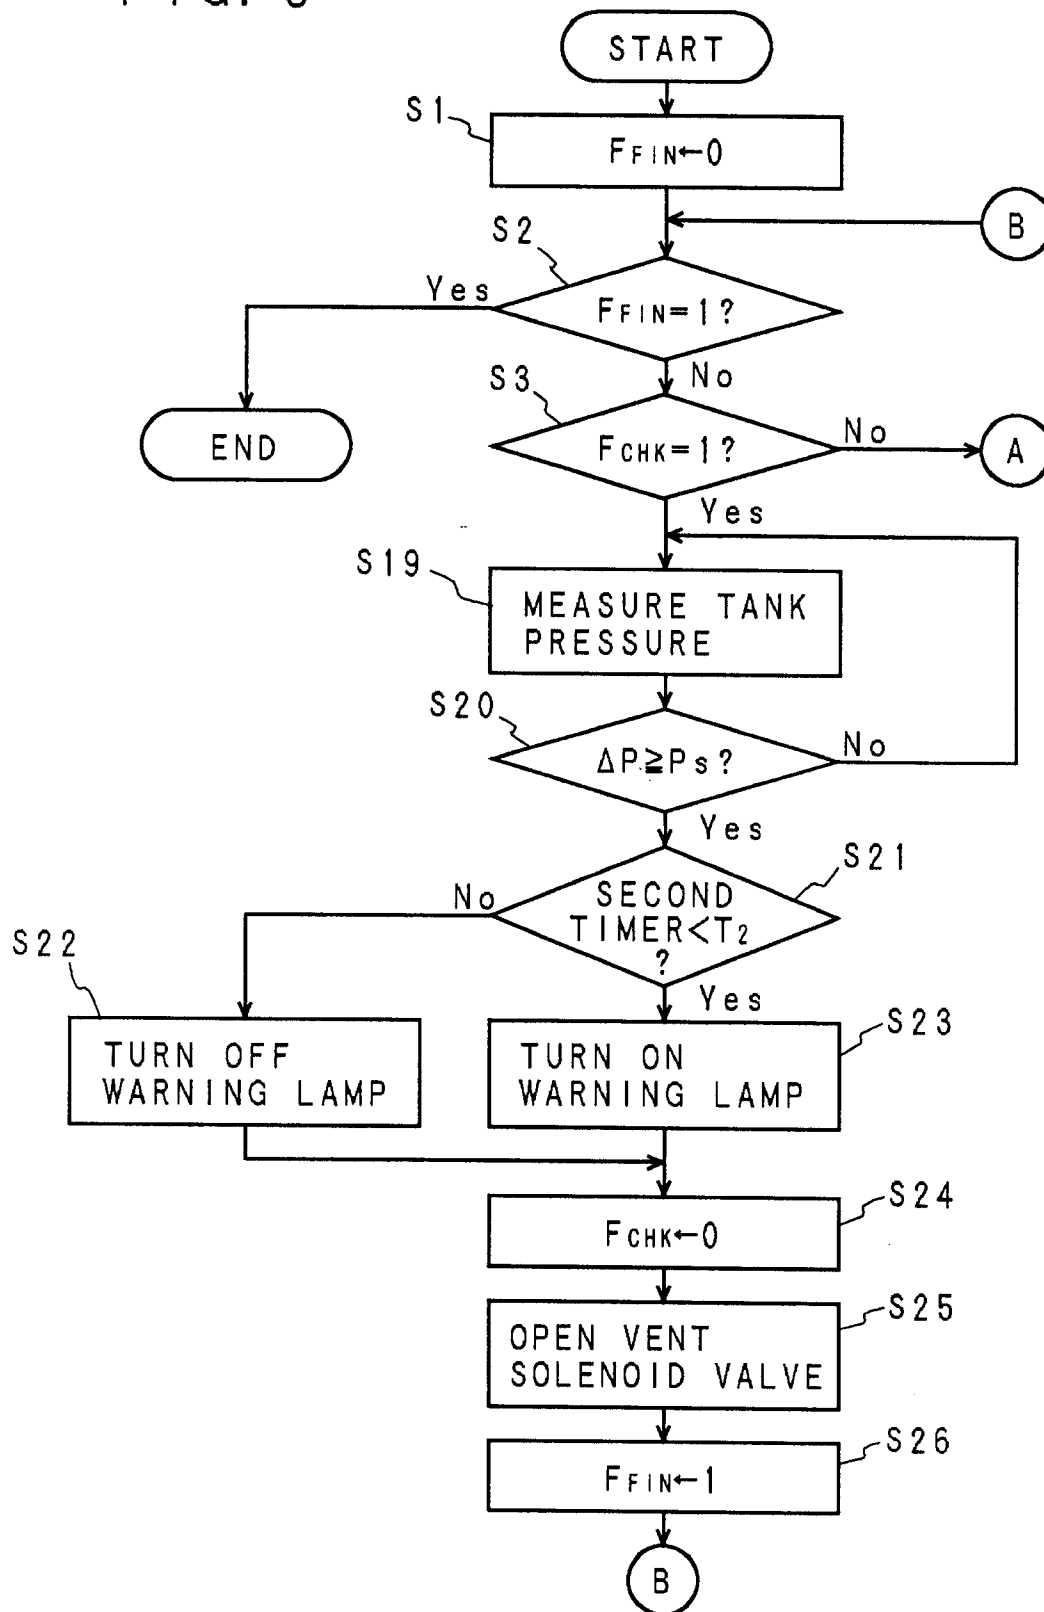 START
S1
FFIN←0
B
S2
Yes
FFIN=1?
No
END
S3
FCHK=1?
No
A
Yes
S19
MEASURE TANK
PRESSURE
S20
ΔP≧Ps?
No
Yes
S21
No
SECOND
TIMER<T2
?
Yes
S22
TURN OFF
WARNING LAMP
S23
TURN ON
WARNING LAMP
S24
FCHK←0
S25
OPEN VENT
SOLENOID VALVE
S26
FFIN←1
B